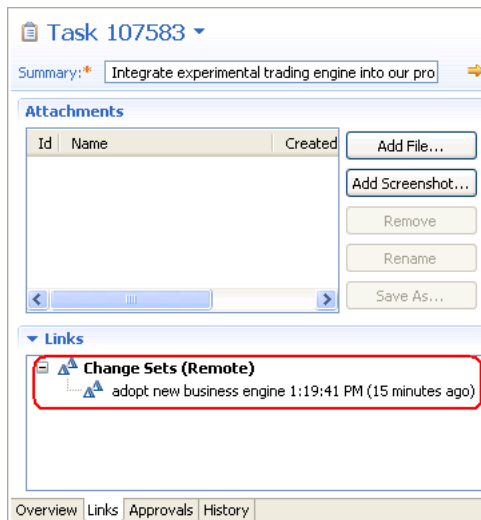 Task 107583
Summary:* Integrate experimental trading engine into our pro
Attachments
Id Name Created
Add File...
Add Screenshot...
Remove
Rename
Save As...
Links
Change Sets (Remote)
adopt new business engine 1:19:41 PM (15 minutes ago)
Overview Links Approvals History